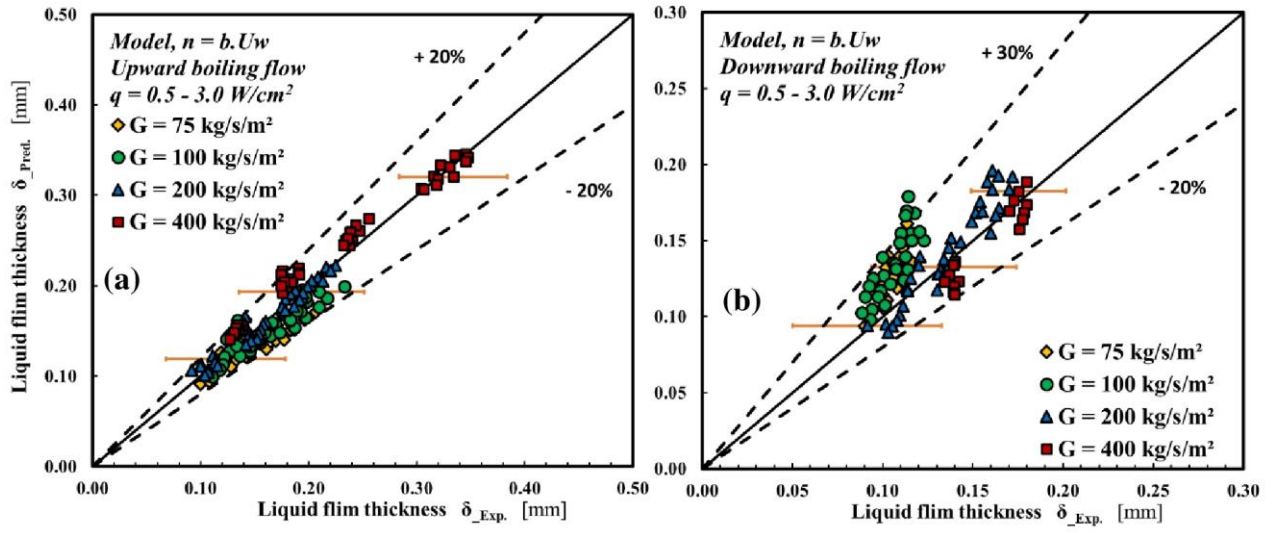 0.50
0.40
0.30
0.20
0.10
0.00
Liquid flim thickness δ_Pred. [mm]
Model, n = b.Uw
Upward boiling flow
q = 0.5 - 3.0 W/cm²
G = 75 kg/s/m²
G = 100 kg/s/m²
G = 200 kg/s/m²
G = 400 kg/s/m²
+ 20%
- 20%
(a)
0.00 0.10 0.20 0.30 0.40 0.50
Liquid flim thickness δ_Exp. [mm]
0.30
0.25
0.20
0.15
0.10
0.05
0.00
Model, n = b.Uw
Downward boiling flow
q = 0.5 - 3.0 W/cm²
+ 30%
- 20%
(b)
G = 75 kg/s/m²
G = 100 kg/s/m²
G = 200 kg/s/m²
G = 400 kg/s/m²
0.00 0.05 0.10 0.15 0.20 0.25 0.30
Liquid flim thickness δ_Exp. [mm]